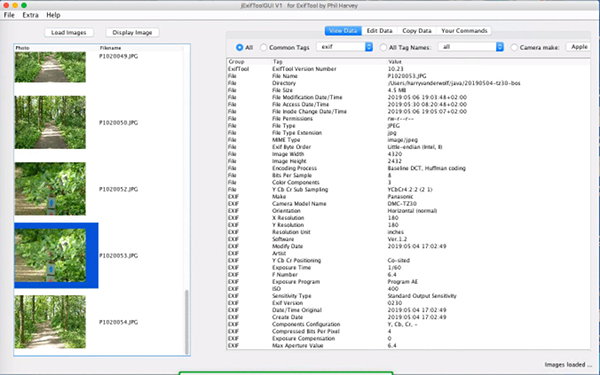 jExifToolGUI V1 for ExifTool by Phil Harvey
File Extra Help
Load Images Display Image
View Data Edit Data Copy Data Your Commands
Photo Filename
P1020049.JPG
P1020050.JPG
P1020052.JPG
P1020053.JPG
P1020054.JPG
All Common Tags exif All Tag Names: all Camera make: Apple
Group Tag Value
ExifTool ExifTool Version Number 10.23
File File Name P1020053.JPG
File Directory /Users/harryvanderwolf/java/20190504-tz30-bos
File File Size 4.5 MB
File File Modification Date/Time 2019:05:06 19:03:48+02:00
File File Access Date/Time 2019:05:30 08:20:48+02:00
File File Inode Change Date/Time 2019:05:06 19:05:07+02:00
File File Permissions rw-r--r--
File File Type JPEG
File File Type Extension jpg
File MIME Type image/jpeg
File Exif Byte Order Little-endian (Intel, II)
File Image Width 4320
File Image Height 2432
File Encoding Process Baseline DCT, Huffman coding
File Bits Per Sample 8
File Color Components 3
File Y Cb Cr Sub Sampling YCbCr4:2:2 (2 1)
EXIF Make Panasonic
EXIF Camera Model Name DMC-TZ30
EXIF Orientation Horizontal (normal)
EXIF X Resolution 180
EXIF Y Resolution 180
EXIF Resolution Unit inches
EXIF Software Ver.1.2
EXIF Modify Date 2019:05:04 17:02:49
EXIF Artist
EXIF Y Cb Cr Positioning Co-sited
EXIF Exposure Time 1/60
EXIF F Number 6.4
EXIF Exposure Program Program AE
EXIF ISO 400
EXIF Sensitivity Type Standard Output Sensitivity
EXIF Exif Version 0230
EXIF Date/Time Original 2019:05:04 17:02:49
EXIF Create Date 2019:05:04 17:02:49
EXIF Components Configuration Y, Cb, Cr, -
EXIF Compressed Bits Per Pixel 4
EXIF Exposure Compensation 0
EXIF Max Aperture Value 6.4
Images loaded ...